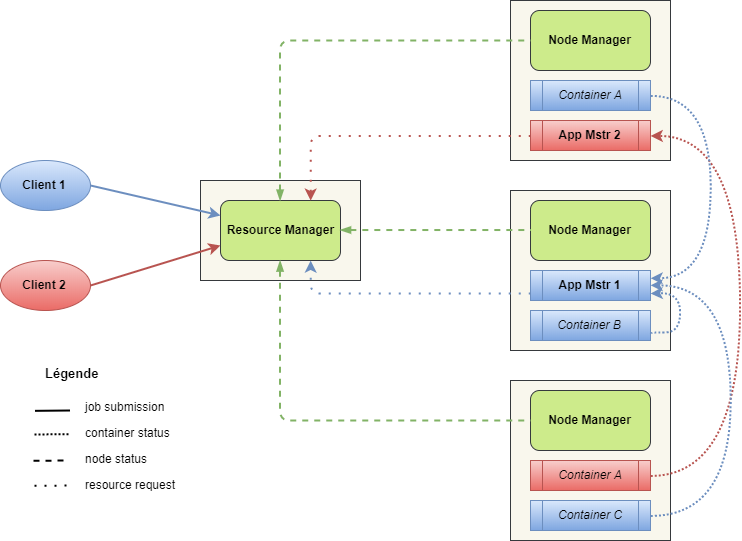 Node Manager
Container A
App Mstr 2
Client 1
Resource Manager
Client 2
Node Manager
App Mstr 1
Container B
Légende
job submission
container status
node status
resource request
Node Manager
Container A
Container C